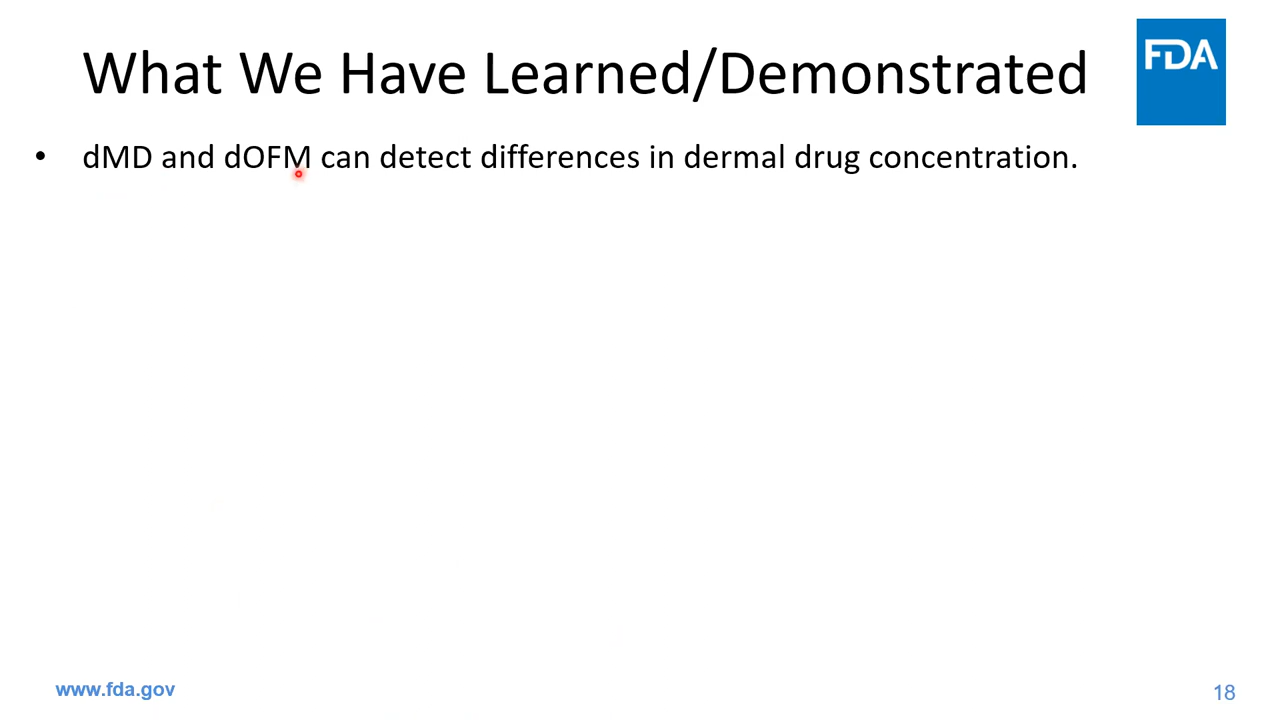 What We Have Learned/Demonstrated
FDA
• dMD and dOFM can detect differences in dermal drug concentration.
www.fda.gov
18